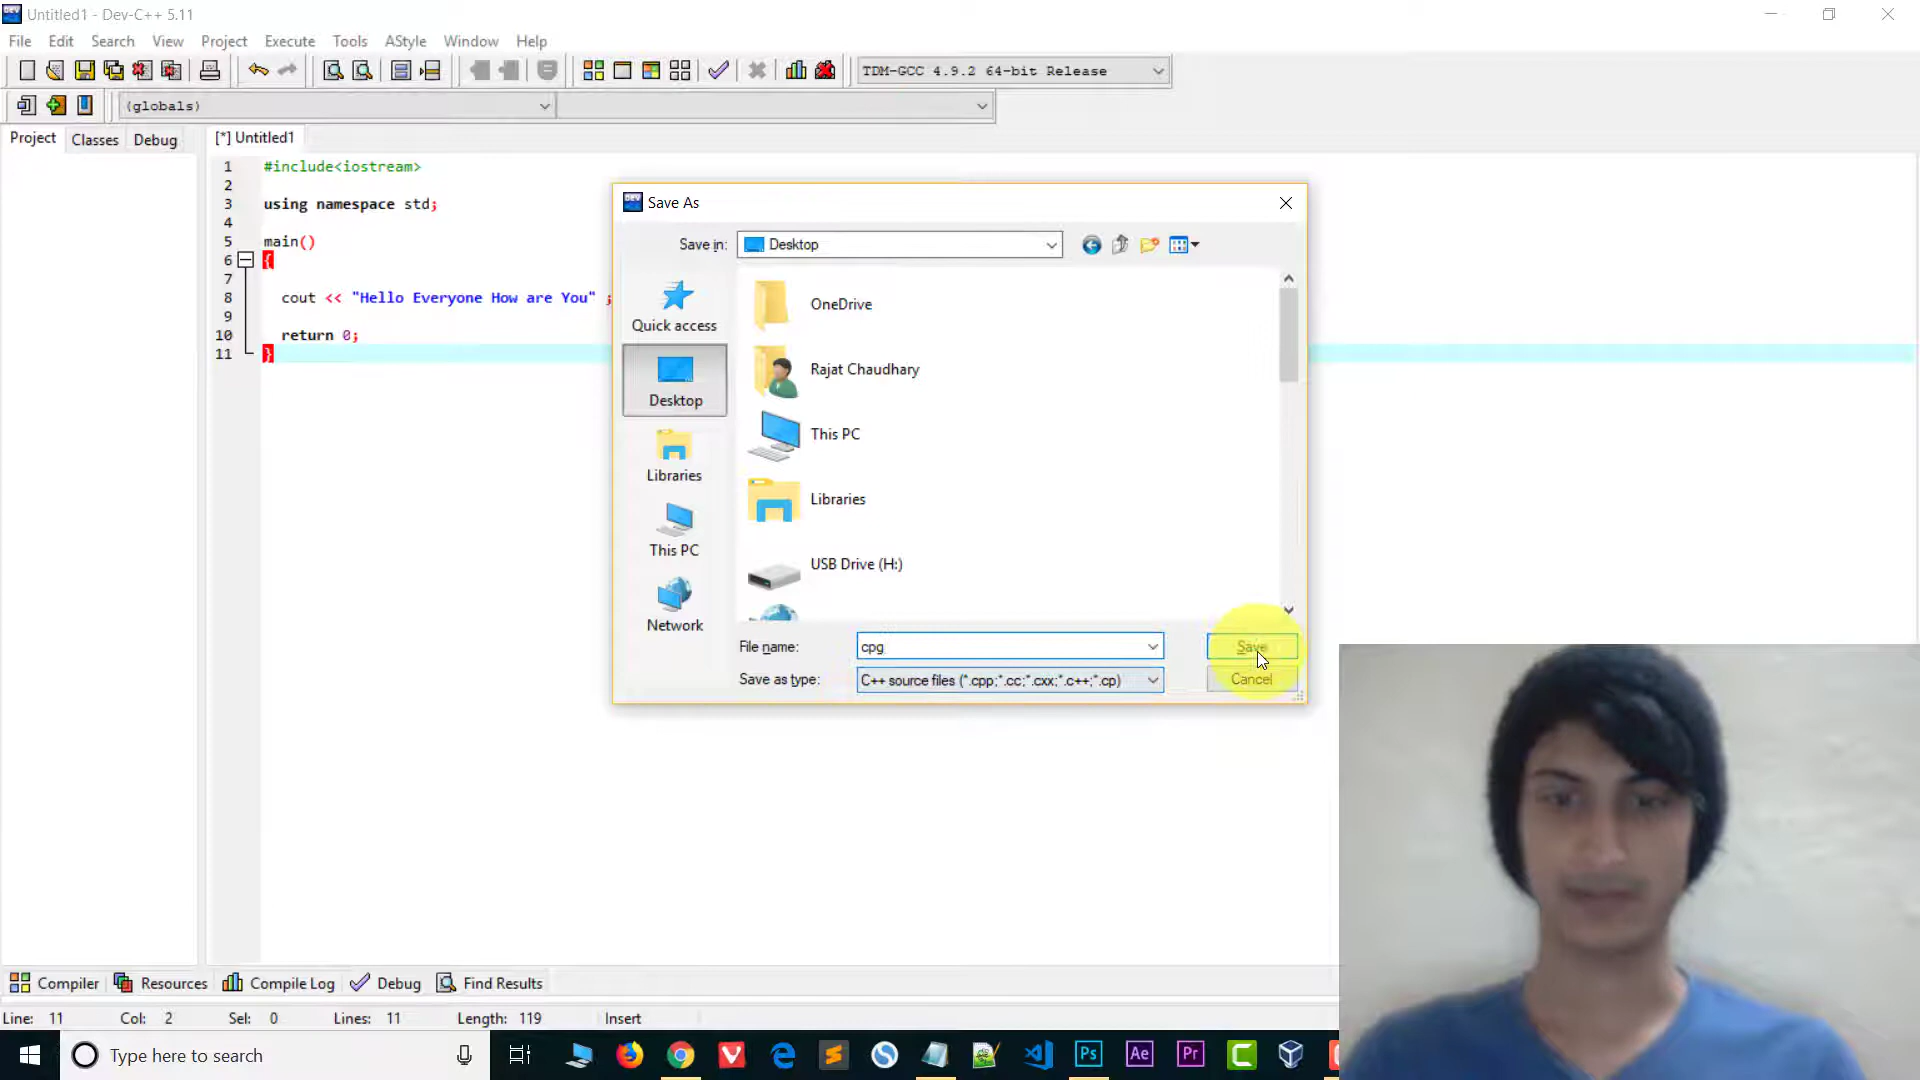 Untitled1 - Dev-C++ 5.11
File Edit Search View Project Execute Tools AStyle Window Help
TDM-GCC 4.9.2 64-bit Release
(globals)
Project Classes Debug
[*] Untitled1
1 #include<iostream>
2
3 using namespace std;
4
5 main()
6 {
7
8 cout << "Hello Everyone How are You" ;
9
10 return 0;
11 }
DEV Save As
Save in: Desktop
Quick access
Desktop
Libraries
This PC
Network
OneDrive
Rajat Chaudhary
This PC
Libraries
USB Drive (H:)
File name: cpg Save
Save as type: C++ source files (*.cpp;*.cc;*.cxx;*.c++;*.cp) Cancel
Compiler Resources Compile Log Debug Find Results
Line: 11 Col: 2 Sel: 0 Lines: 11 Length: 119 Insert
Type here to search
Ps Ae Pr